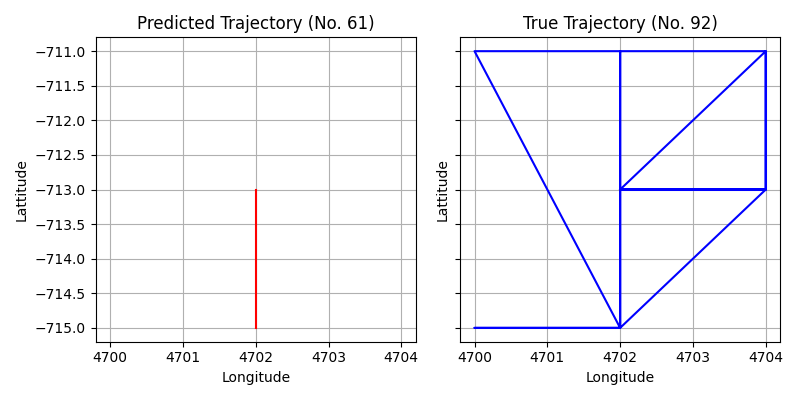 Predicted Trajectory (No. 61)
−711.0
−711.5
−712.0
−712.5
−713.0
−713.5
−714.0
−714.5
−715.0
Lattitude
4700 4701 4702 4703 4704
Longitude
True Trajectory (No. 92)
Lattitude
4700 4701 4702 4703 4704
Longitude